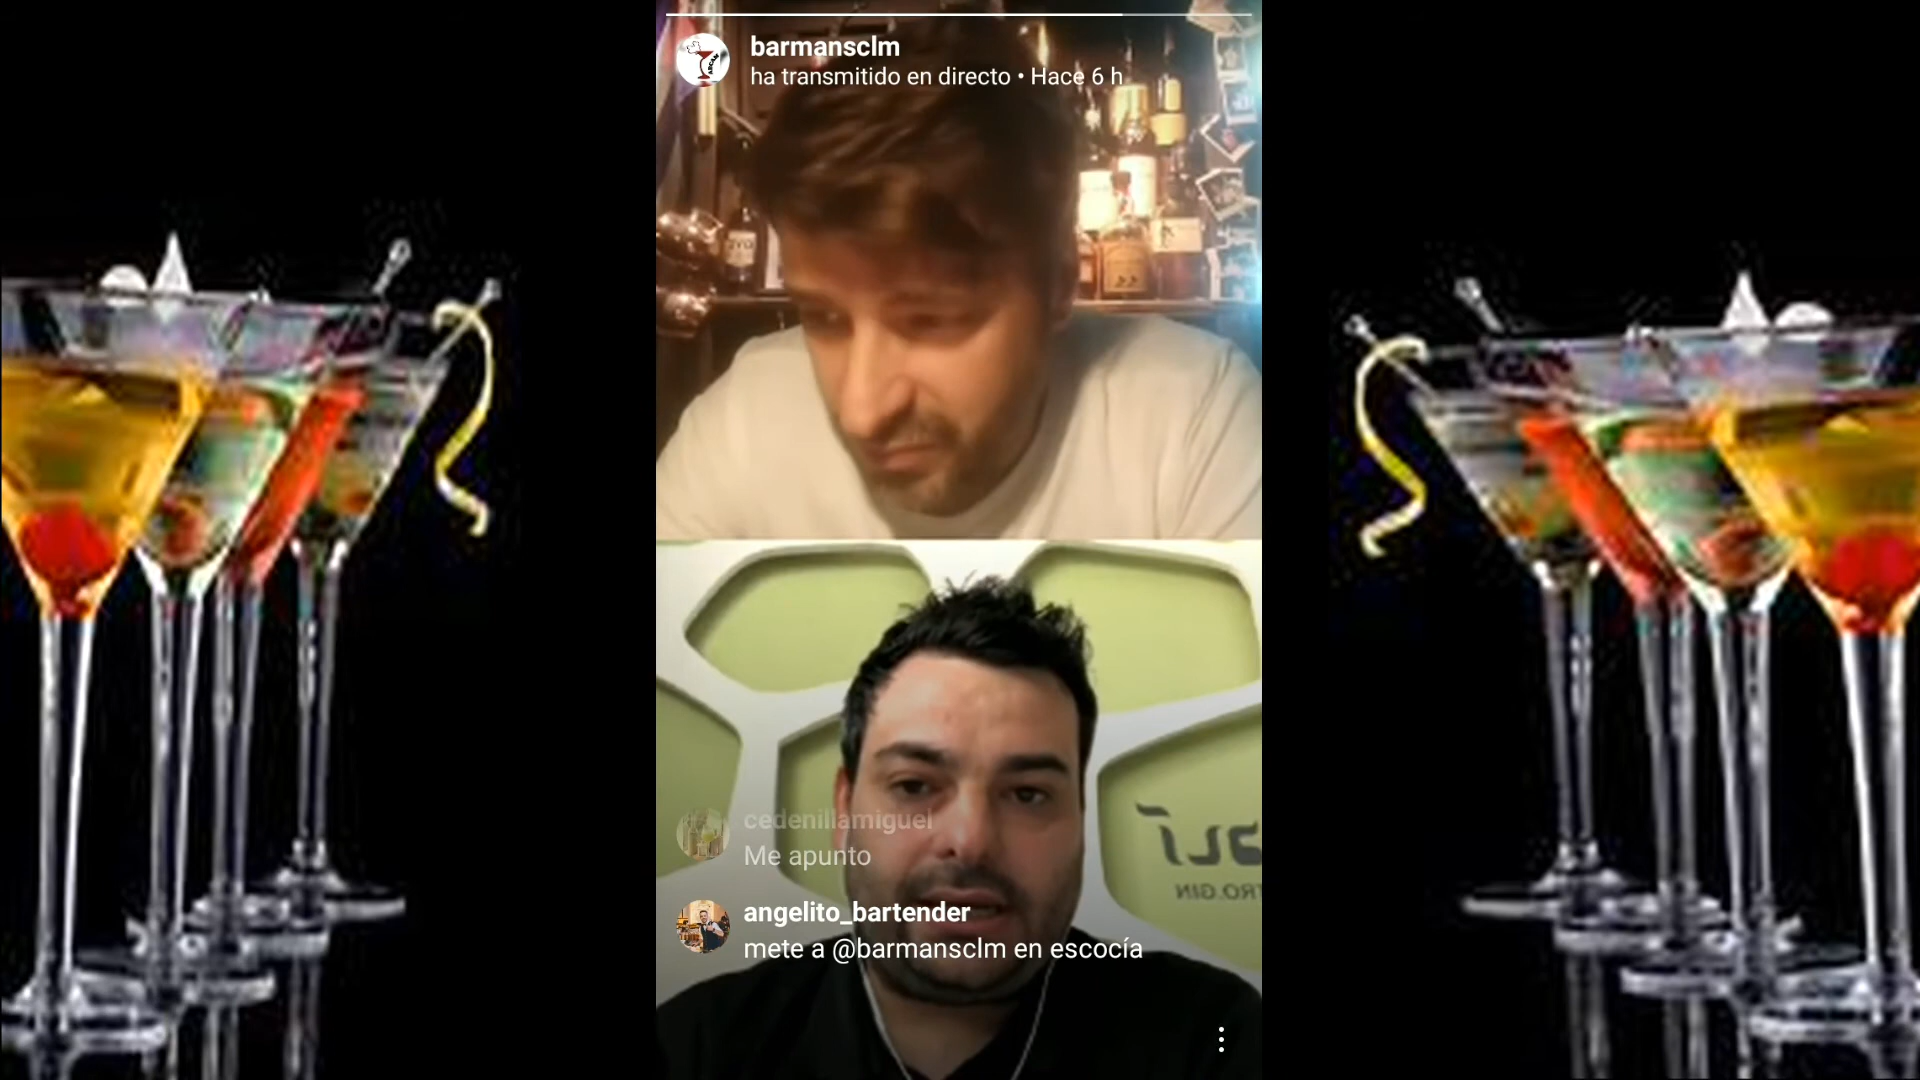 barmansclm
ha transmitido en directo • Hace 6 h
cedenillamiguel
Me apunto
angelito_bartender
mete a @barmansclm en escocía